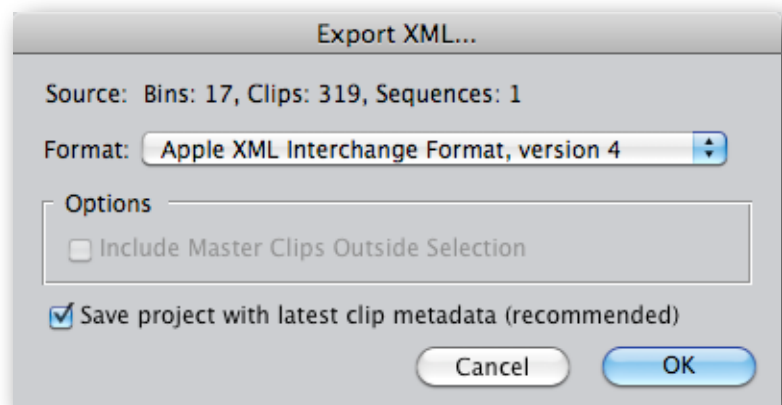 Export XML...
Source: Bins: 17, Clips: 319, Sequences: 1
Format: Apple XML Interchange Format, version 4
Options
Include Master Clips Outside Selection
Save project with latest clip metadata (recommended)
Cancel OK